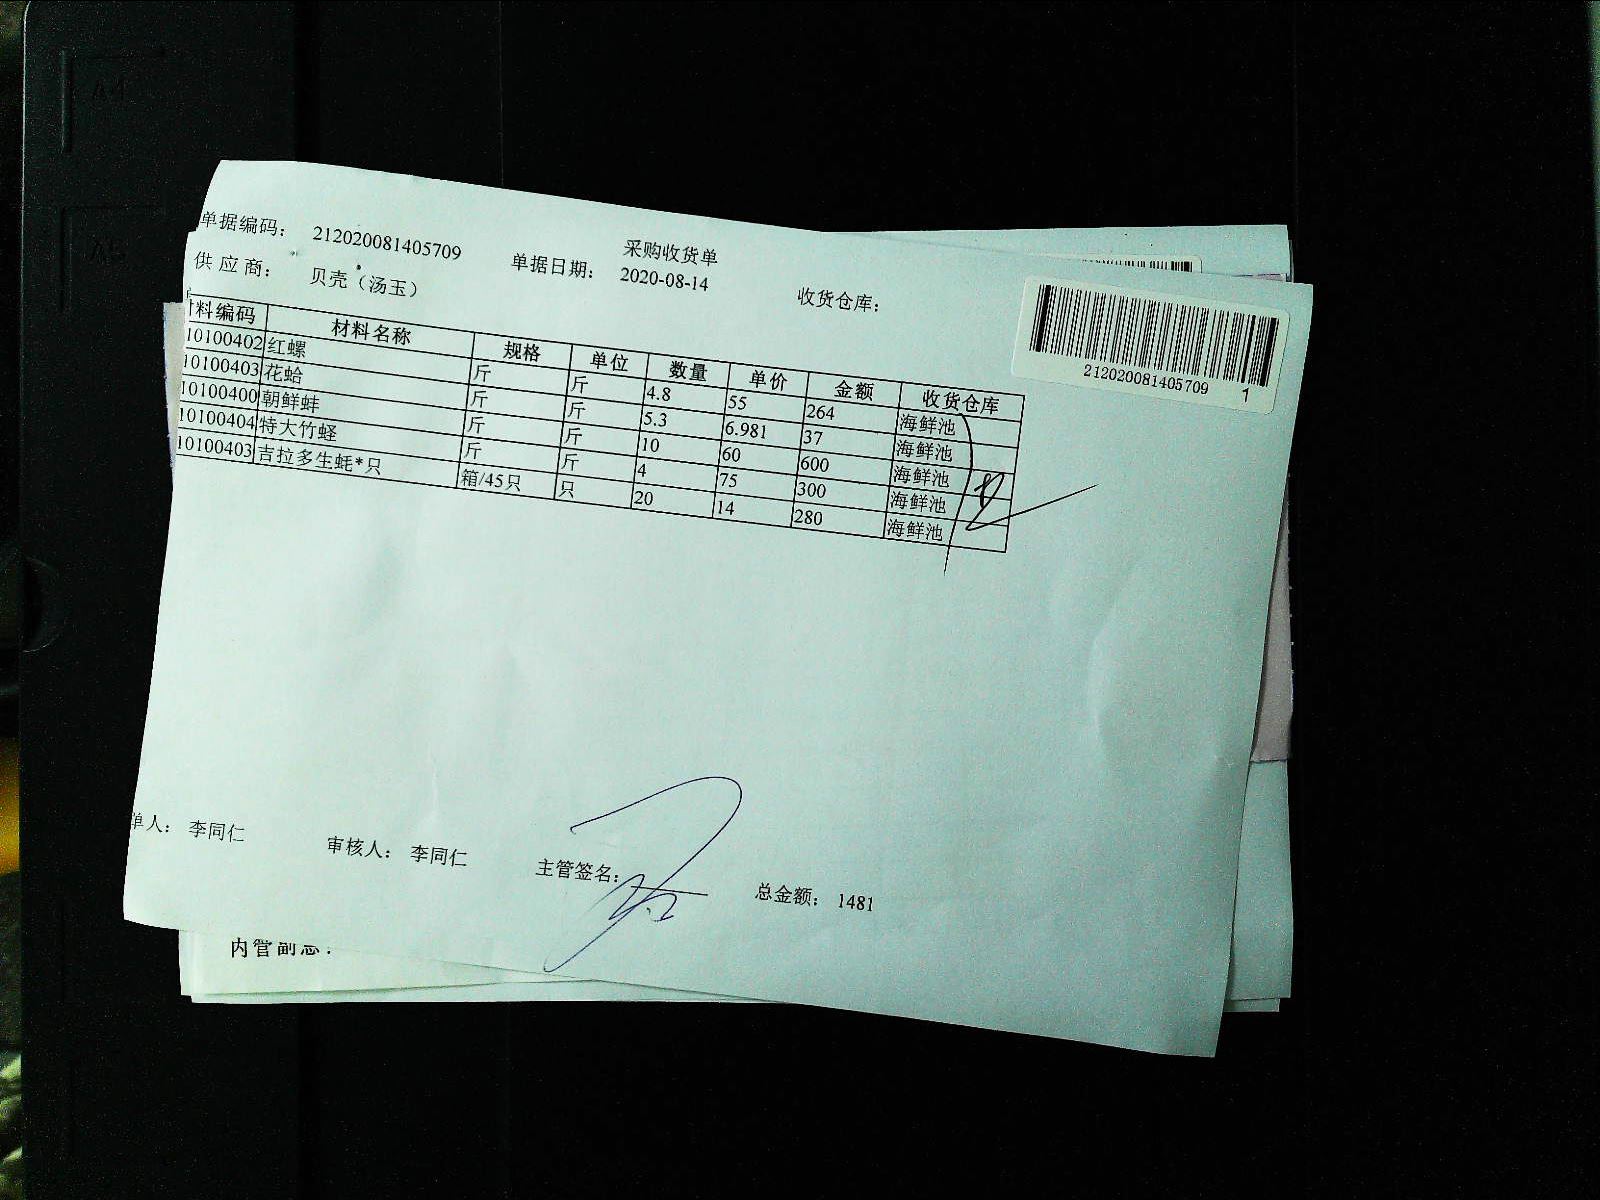 采购收货单
单据编码： 212020081405709 单据日期： 2020-08-14 收货仓库：
供应商： 贝壳（汤玉）
212020081405709 1
料编码 材料名称 规格 单位 数量 单价 金额 收货仓库
10100402 红螺 斤 斤 4.8 55 264 海鲜池
10100403 花蛤 斤 斤 5.3 6.981 37 海鲜池
10100400 朝鲜蚌 斤 斤 10 60 600 海鲜池
10100404 特大竹蛏 斤 斤 4 75 300 海鲜池
10100403 吉拉多生蚝*只 箱/45只 只 20 14 280 海鲜池
单人： 李同仁 审核人： 李同仁 主管签名： 总金额： 1481
内管副总：